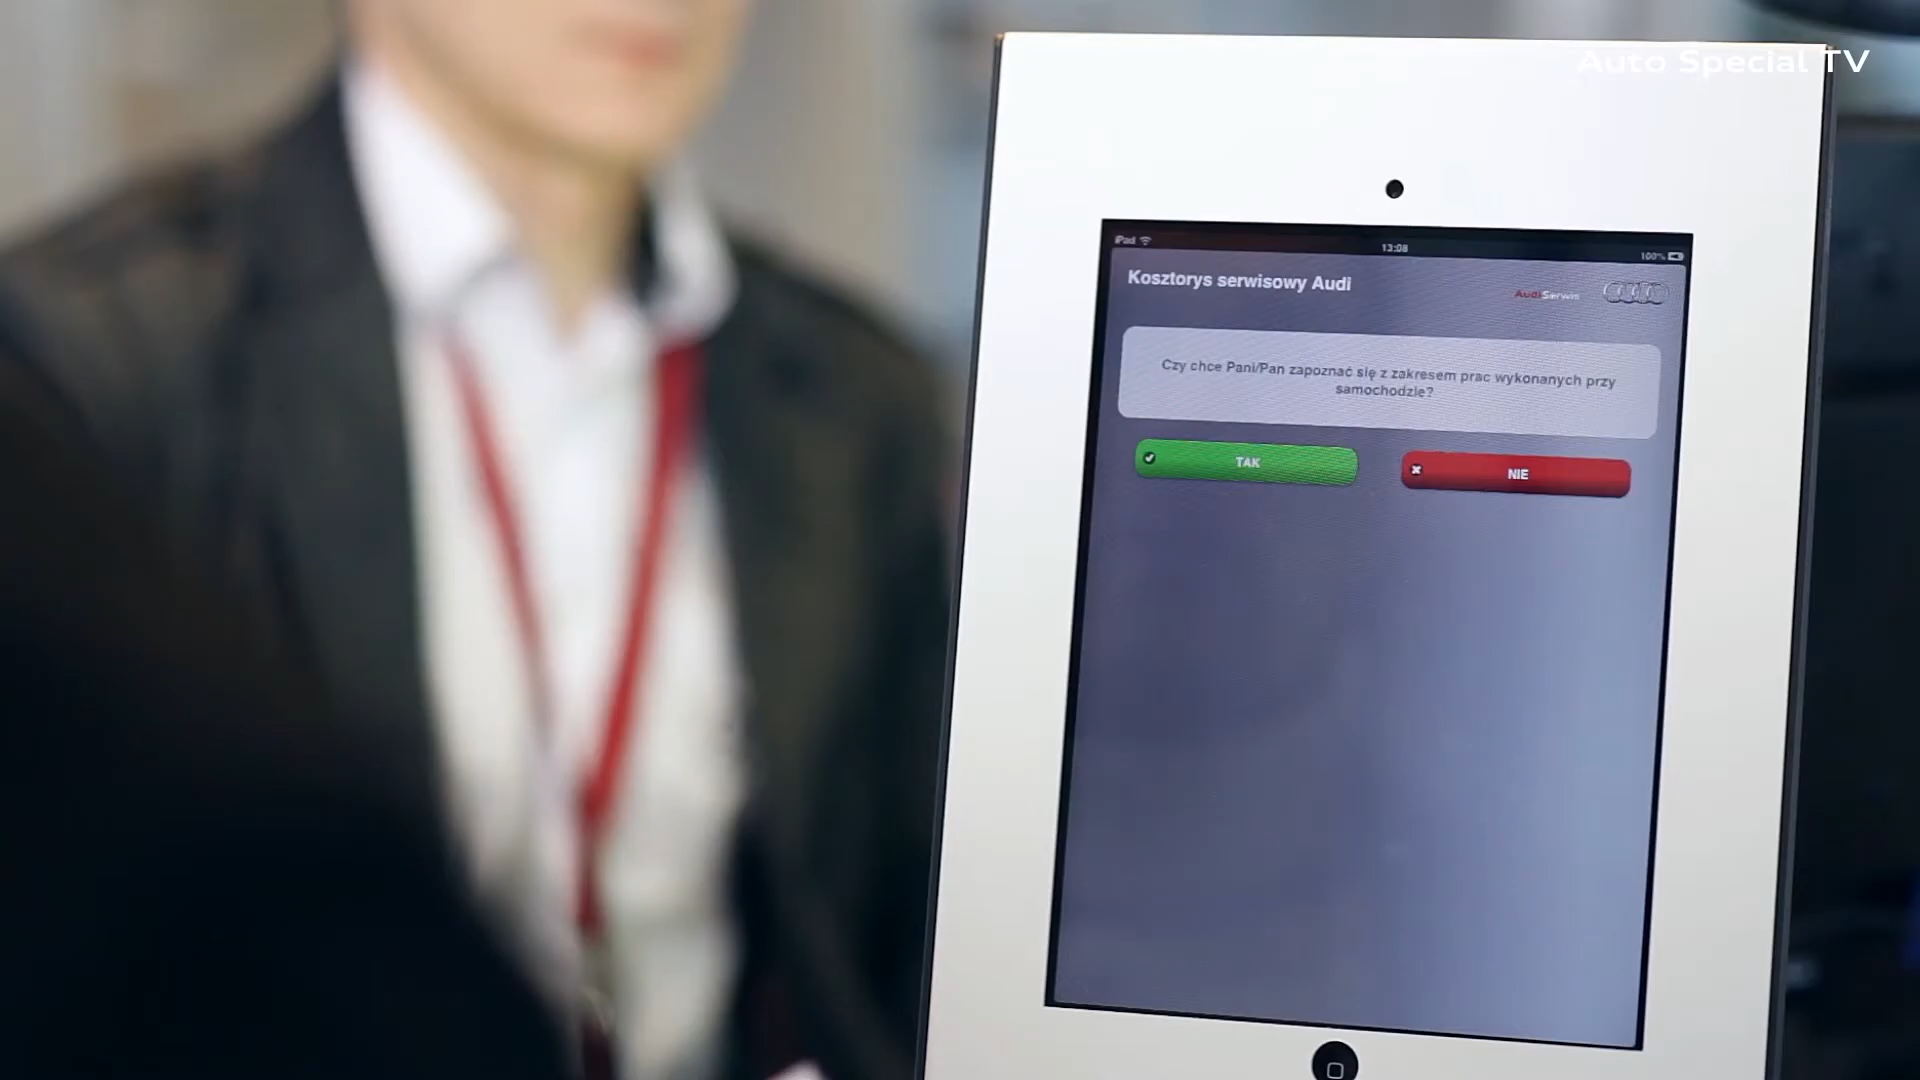 Auto Special TV
iPad
13:08
100%
Kosztorys serwisowy Audi
Audi Serwis
Czy chce Pani/Pan zapoznać się z zakresem prac wykonanych przy
samochodzie?
TAK
NIE